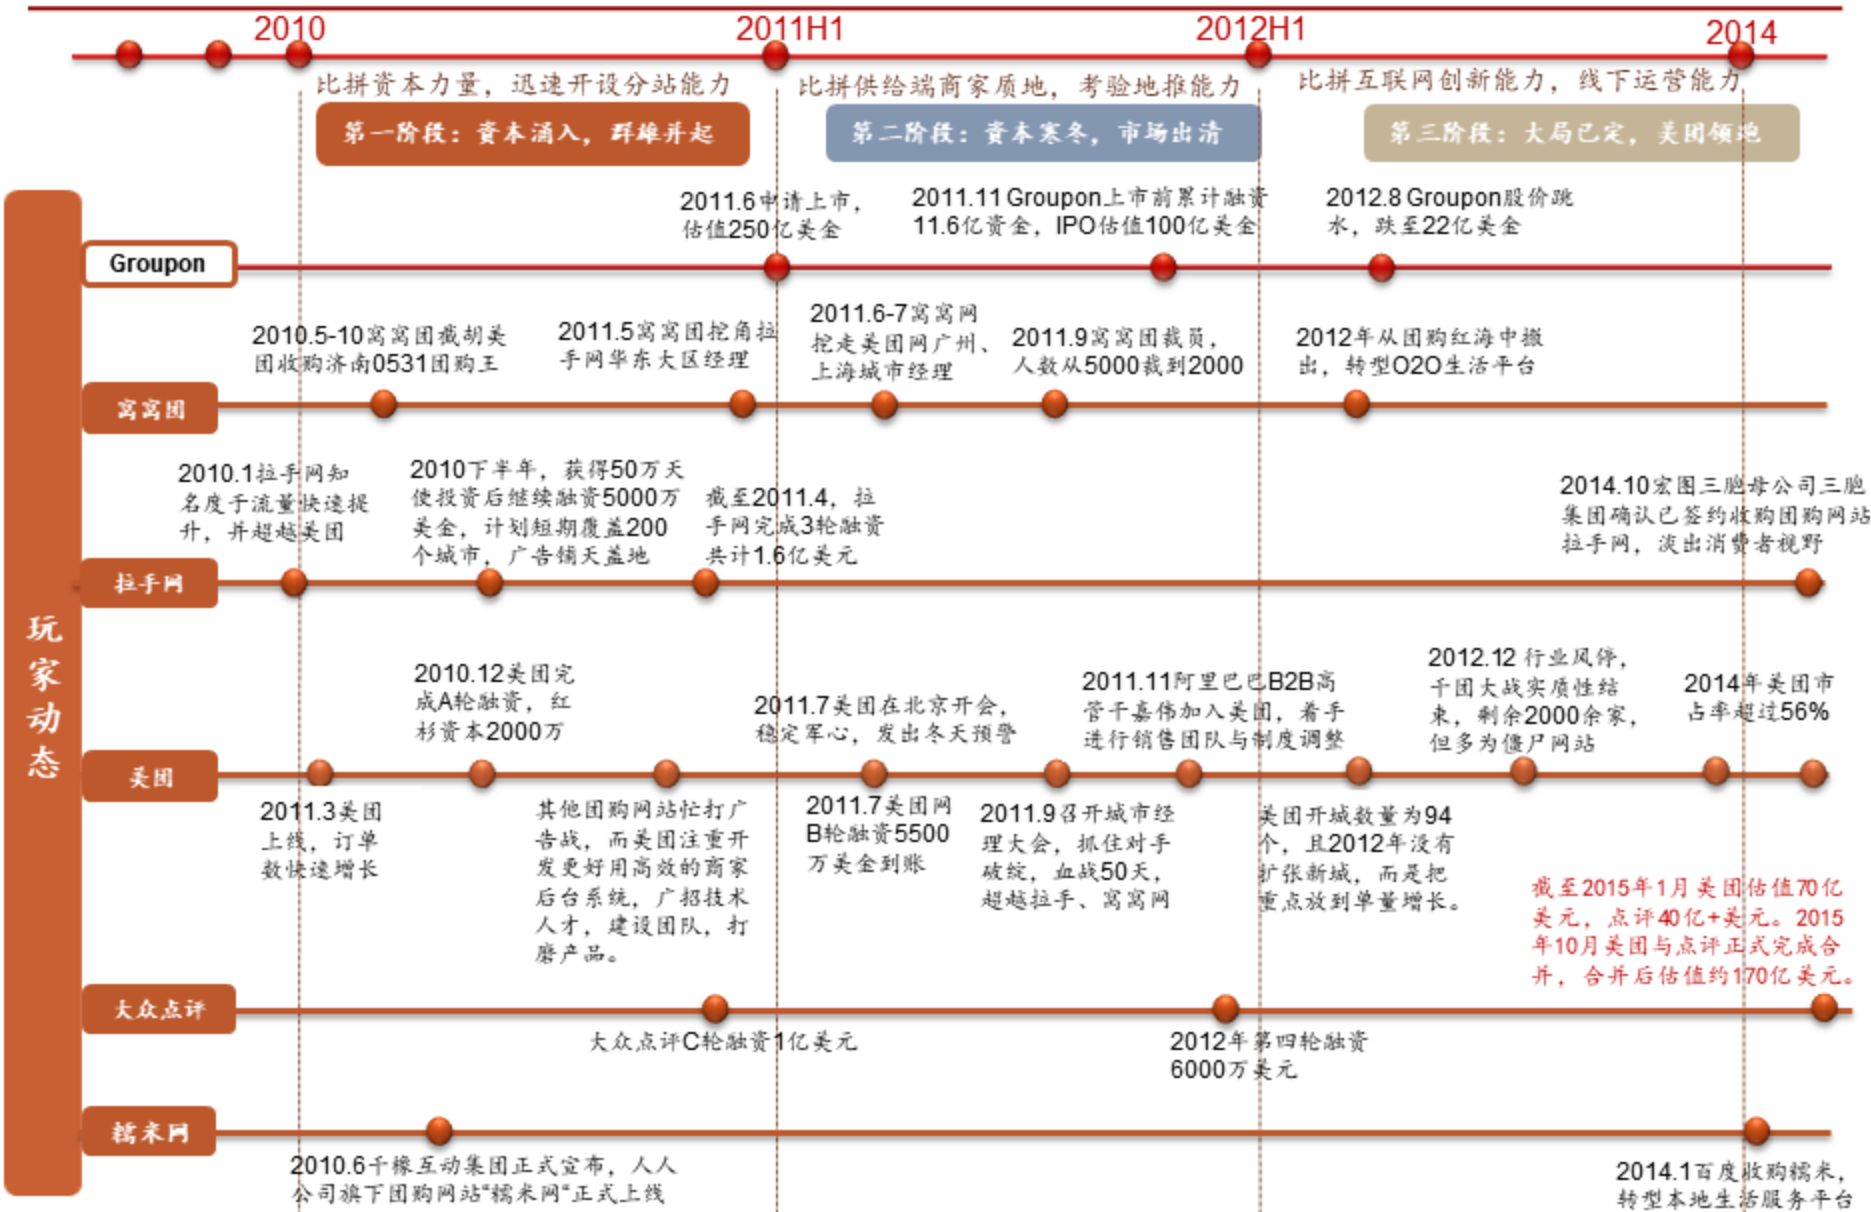 2010
2011H1
2012H1
2014
比拼资本力量，迅速开设分站能力
比拼供给端商家质地，考验地推能力
比拼互联网创新能力，线下运营能力
第一阶段：資本涌入，群雄并起
第二阶段：資本寒冬，市场出清
第三阶段：大局已定，美团领跑
玩家动态
Groupon
2011.6申请上市，
估值250亿美金
2011.11 Groupon上市前累计融资
11.6亿资金，IPO估值100亿美金
2012.8 Groupon股价跳
水，跌至22亿美金
窝窝团
2010.5-10窝窝团截胡美
团收购济南0531团购王
2011.5窝窝团挖角拉
手网华东大区经理
2011.6-7窝窝网
挖走美团网广州、
上海城市经理
2011.9窝窝团裁员，
人数从5000裁到2000
2012年从团购红海中撤
出，转型O2O生活平台
拉手网
2010.1拉手网知
名度于流量快速提
升，并超越美团
2010下半年，获得50万天
使投资后继续融资5000万
美金，计划短期覆盖200
个城市，广告铺天盖地
截至2011.4，拉
手网完成3轮融资
共计1.6亿美元
2014.10宏图三胞母公司三胞
集团确认已签约收购团购网站
拉手网，淡出消费者视野
美团
2010.12美团完
成A轮融资，红
杉资本2000万
2011.7美团在北京开会，
稳定军心，发出冬天预警
2011.11阿里巴巴B2B高
管干嘉伟加入美团，着手
进行销售团队与制度调整
2012.12 行业风停，
千团大战实质性结
束，剩余2000余家，
但多为僵尸网站
2014年美团市
占率超过56%
2011.3美团
上线，订单
数快速增长
其他团购网站忙打广
告战，而美团注重开
发更好用高效的商家
后台系统，广招技术
人才，建设团队，打
磨产品。
2011.7美团网
B轮融资5500
万美金到账
2011.9召开城市经
理大会，抓住对手
破绽，血战50天，
超越拉手、窝窝网
美团开城数量为94
个，且2012年没有
扩张新城，而是把
重点放到单量增长。
截至2015年1月美团估值70亿
美元，点评40亿+美元。2015
年10月美团与点评正式完成合
并，合并后估值约170亿美元。
大众点评
大众点评C轮融资1亿美元
2012年第四轮融资
6000万美元
糯米网
2010.6千橡互动集团正式宣布，人人
公司旗下团购网站“糯米网“正式上线
2014.1百度收购糯米，
转型本地生活服务平台